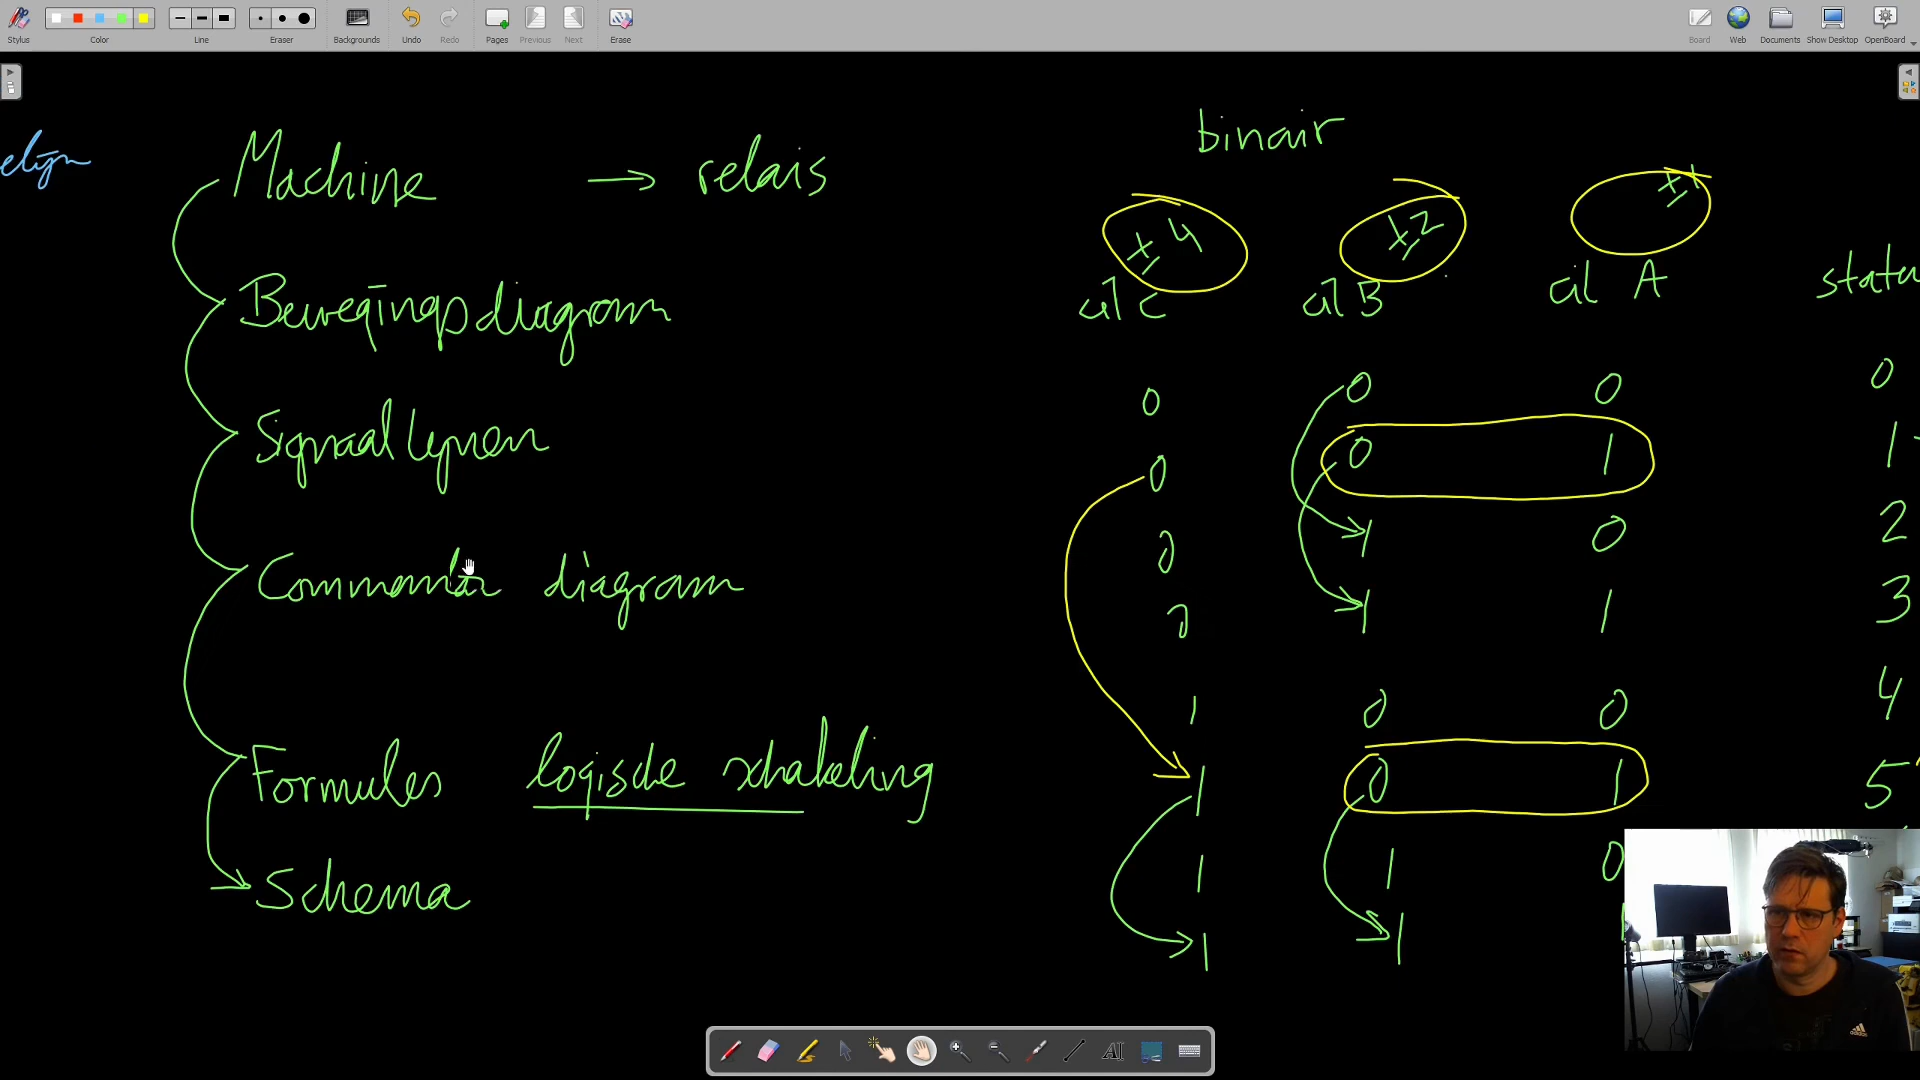 Stylus Color Line Eraser Backgrounds Undo Redo Pages Previous Next Erase Board Web Documents Show Desktop OpenBoard
elijn
Machine → relais
Bewegingsdiagram
Signaallijnen
diagram
Formules logische schakeling
Schema
binair
± 4 ±2 ±1
cil C cil B cil A statu
0 0 0 0
0 0 1 1
0 1 0 2
0 1 1 3
1 0 0 4
1 0 1 5
1 1 0
1 1